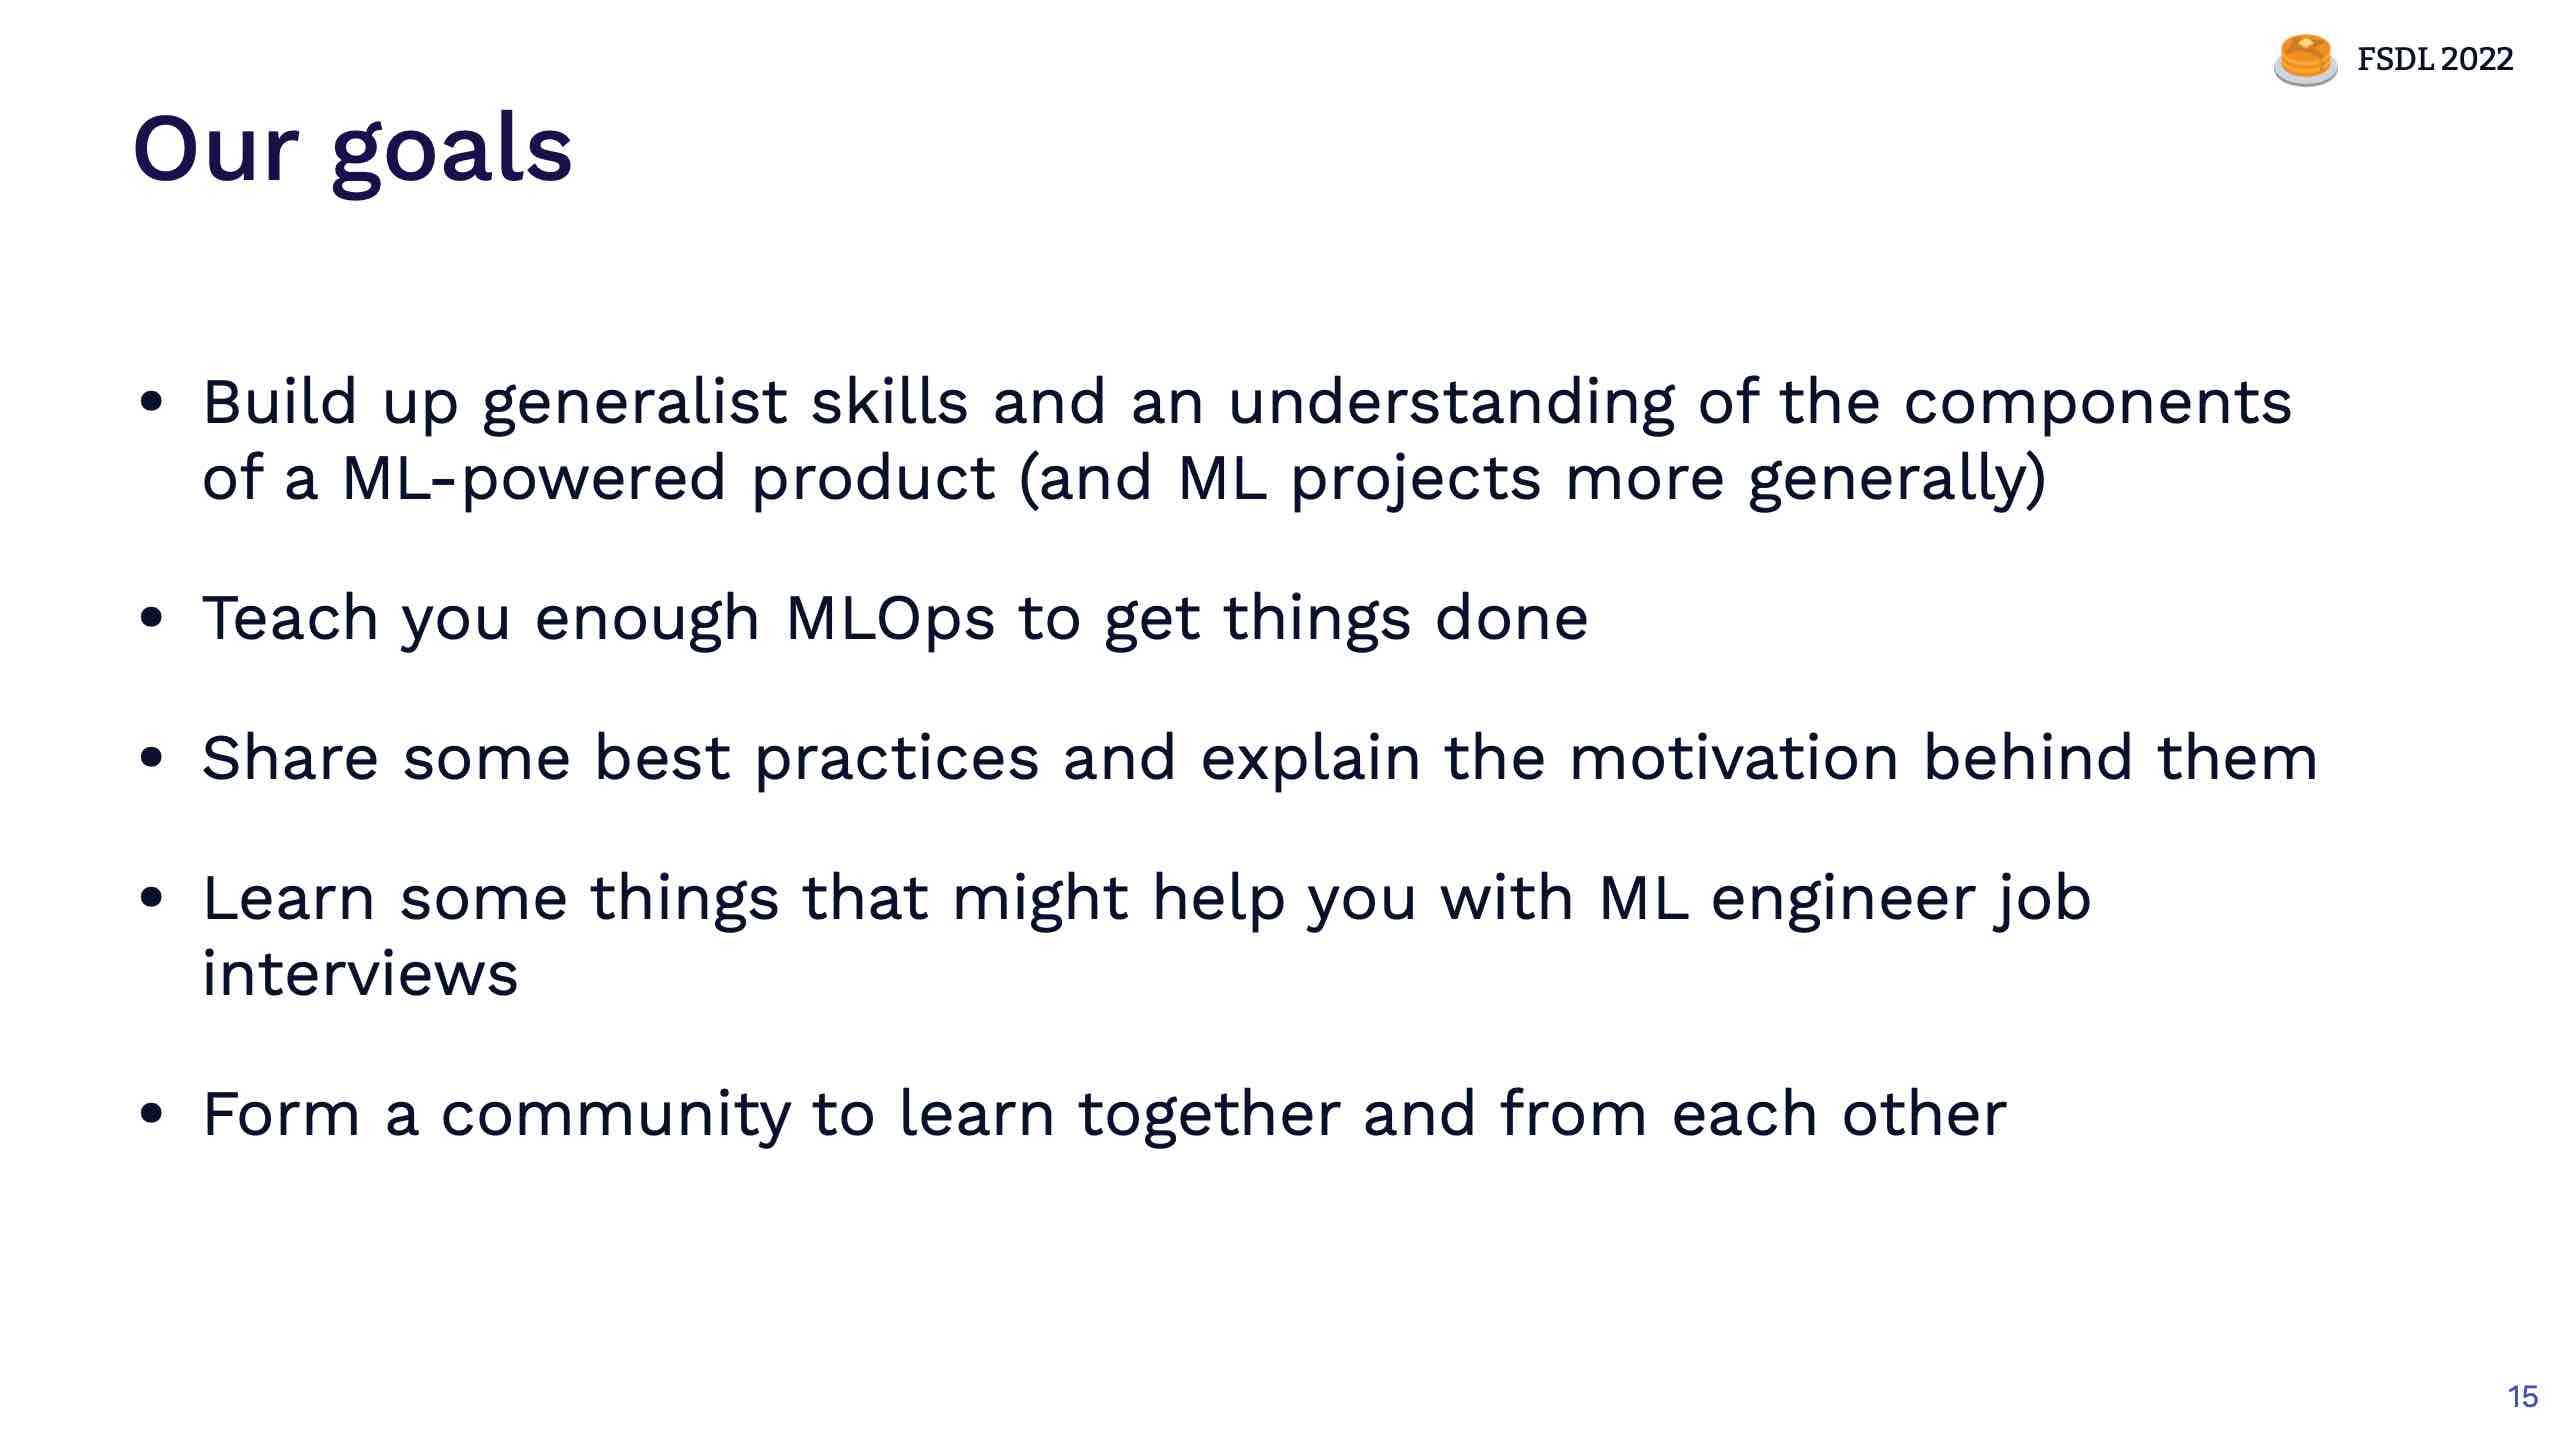 FSDL 2022
Our goals
• Build up generalist skills and an understanding of the components
of a ML-powered product (and ML projects more generally)
• Teach you enough MLOps to get things done
• Share some best practices and explain the motivation behind them
• Learn some things that might help you with ML engineer job
interviews
• Form a community to learn together and from each other
15